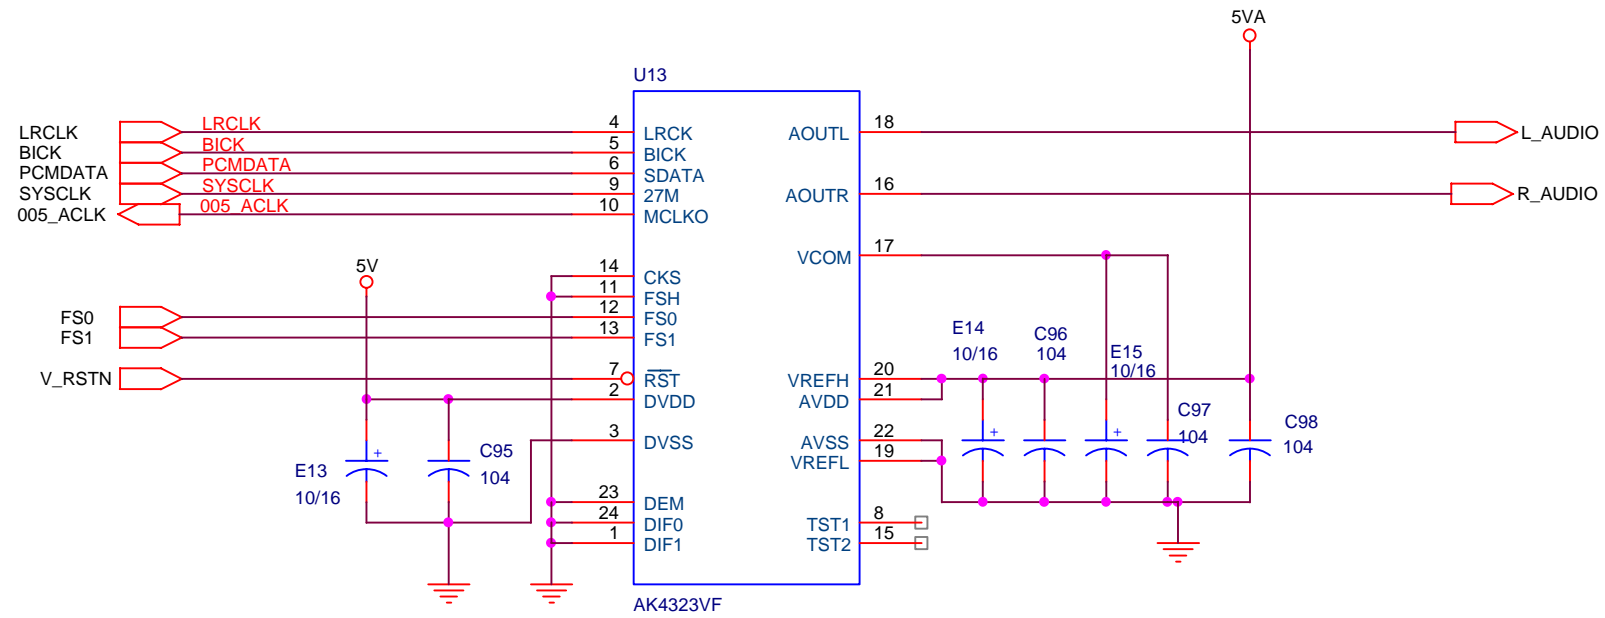 5VA
U13
LRCLK LRCLK 4 LRCK AOUTL 18 L_AUDIO
BICK BICK 5 BICK
PCMDATA PCMDATA 6 SDATA
SYSCLK SYSCLK 9 27M AOUTR 16 R_AUDIO
005_ACLK 005_ACLK 10 MCLKO
VCOM 17
5V 14 CKS
11 FSH
FS0 12 FS0
FS1 13 FS1
E14 10/16
C96 104
E15 10/16
V_RSTN 7 RST VREFH 20
2 DVDD AVDD 21
C97 104
C98 104
3 DVSS AVSS 22
VREFL 19
E13 10/16
C95 104
23 DEM
24 DIF0 TST1 8
1 DIF1 TST2 15
+
+
+
AK4323VF